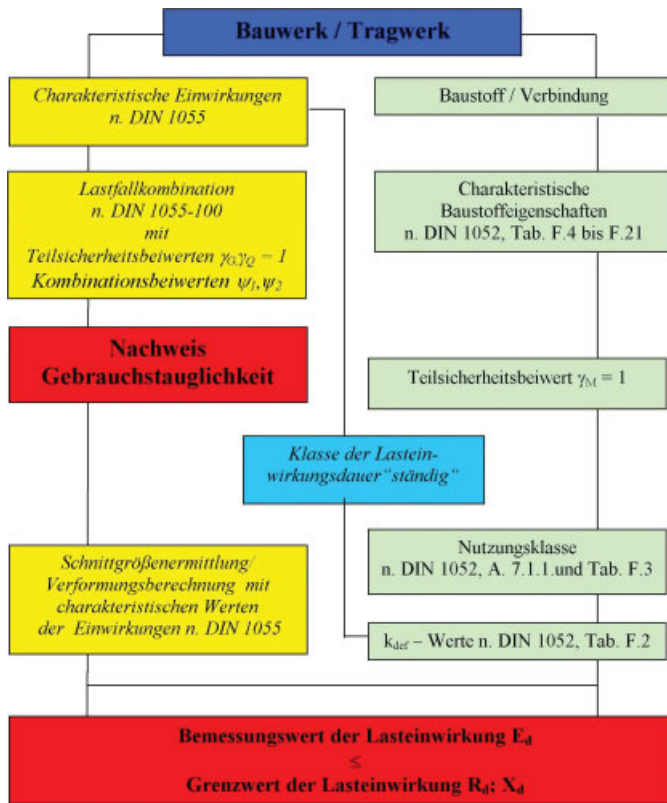 Bauwerk / Tragwerk
Charakteristische Einwirkungen
n. DIN 1055
Baustoff / Verbindung
Lastfallkombination
n. DIN 1055-100
mit
Teilsicherheitsbeiwerten γG,γQ = 1
Kombinationsbeiwerten ψ1,ψ2
Charakteristische
Baustoffeigenschaften
n. DIN 1052, Tab. F.4 bis F.21
Nachweis
Gebrauchstauglichkeit
Teilsicherheitsbeiwert γM = 1
Klasse der Lastein-
wirkungsdauer"ständig"
Nutzungsklasse
n. DIN 1052, A. 7.1.1.und Tab. F.3
Schnittgrößenermittlung/
Verformungsberechnung mit
charakteristischen Werten
der Einwirkungen n. DIN 1055
kdef – Werte n. DIN 1052, Tab. F.2
Bemessungswert der Lasteinwirkung Ed
≤
Grenzwert der Lasteinwirkung Rd; Xd